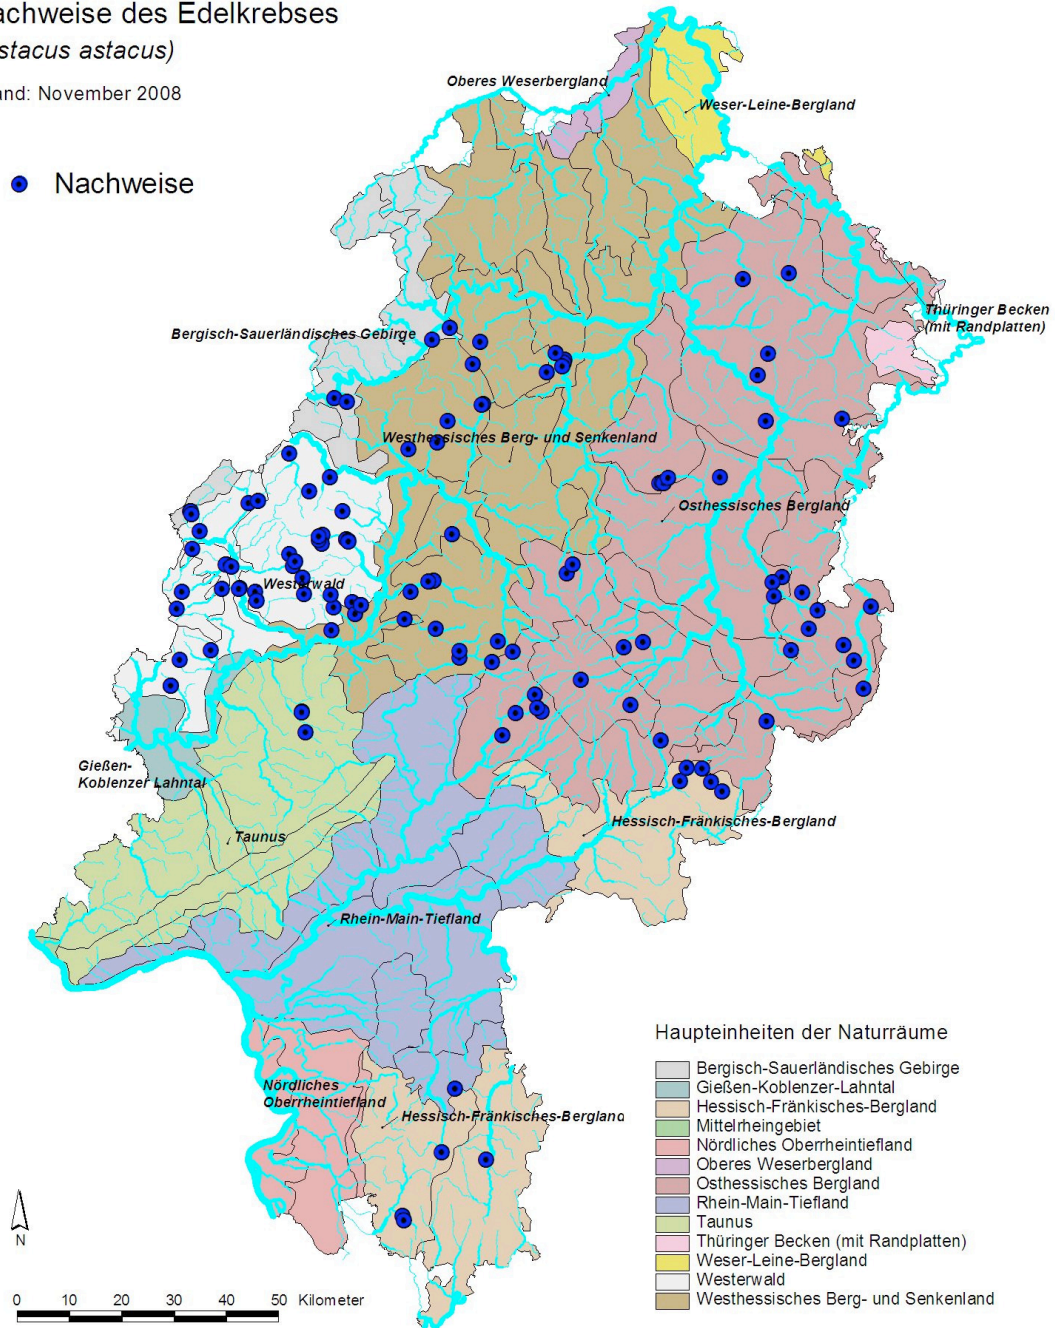 achweise des Edelkrebses
stacus astacus)
and: November 2008
Nachweise
Oberes Weserbergland
Weser-Leine-Bergland
Thüringer Becken
(mit Randplatten)
Bergisch-Sauerländisches Gebirge
Westhessisches Berg- und Senkenland
Osthessisches Bergland
Westerwald
Gießen-
Koblenzer Lahntal
Taunus
Hessisch-Fränkisches-Bergland
Rhein-Main-Tiefland
Nördliches
Oberrheintiefland
Hessisch-Fränkisches-Bergland
Haupteinheiten der Naturräume
Bergisch-Sauerländisches Gebirge
Gießen-Koblenzer-Lahntal
Hessisch-Fränkisches-Bergland
Mittelrheingebiet
Nördliches Oberrheintiefland
Oberes Weserbergland
Osthessisches Bergland
Rhein-Main-Tiefland
Taunus
Thüringer Becken (mit Randplatten)
Weser-Leine-Bergland
Westerwald
Westhessisches Berg- und Senkenland
N
0 10 20 30 40 50 Kilometer